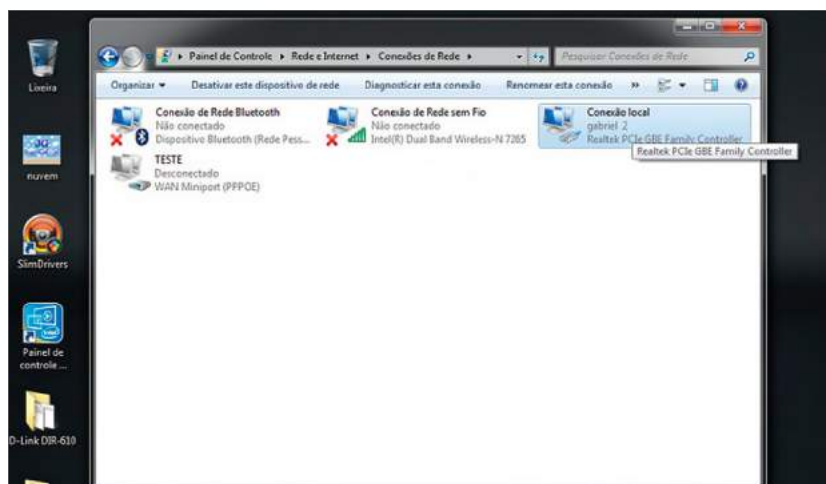 Painel de Controle ▸ Rede e Internet ▸ Conexões de Rede ▸
Pesquisar Conexões de Rede
Organizar
Desativar este dispositivo de rede
Diagnosticar esta conexão
Renomear esta conexão
»
Conexão de Rede Bluetooth
Não conectado
Dispositivo Bluetooth (Rede Pess...
Conexão de Rede sem Fio
Não conectado
Intel(R) Dual Band Wireless-N 7265
Conexão local
gabriel 2
Realtek PCIe GBE Family Controller
Realtek PCIe GBE Family Controller
TESTE
Desconectado
WAN Miniport (PPPOE)
Lixeira
nuvem
SlimDrivers
Painel de
controle ...
D-Link DIR-610